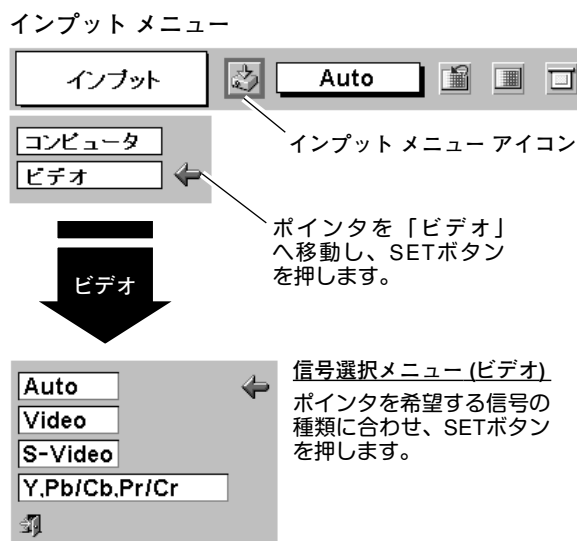 インプット メニュー
インプット
Auto
コンピュータ
ビデオ
インプット メニュー アイコン
ポインタを「ビデオ」
へ移動し、SETボタン
を押します。
ビデオ
Auto
Video
S-Video
Y,Pb/Cb,Pr/Cr
信号選択メニュー (ビデオ)
ポインタを希望する信号の
種類に合わせ、SETボタン
を押します。